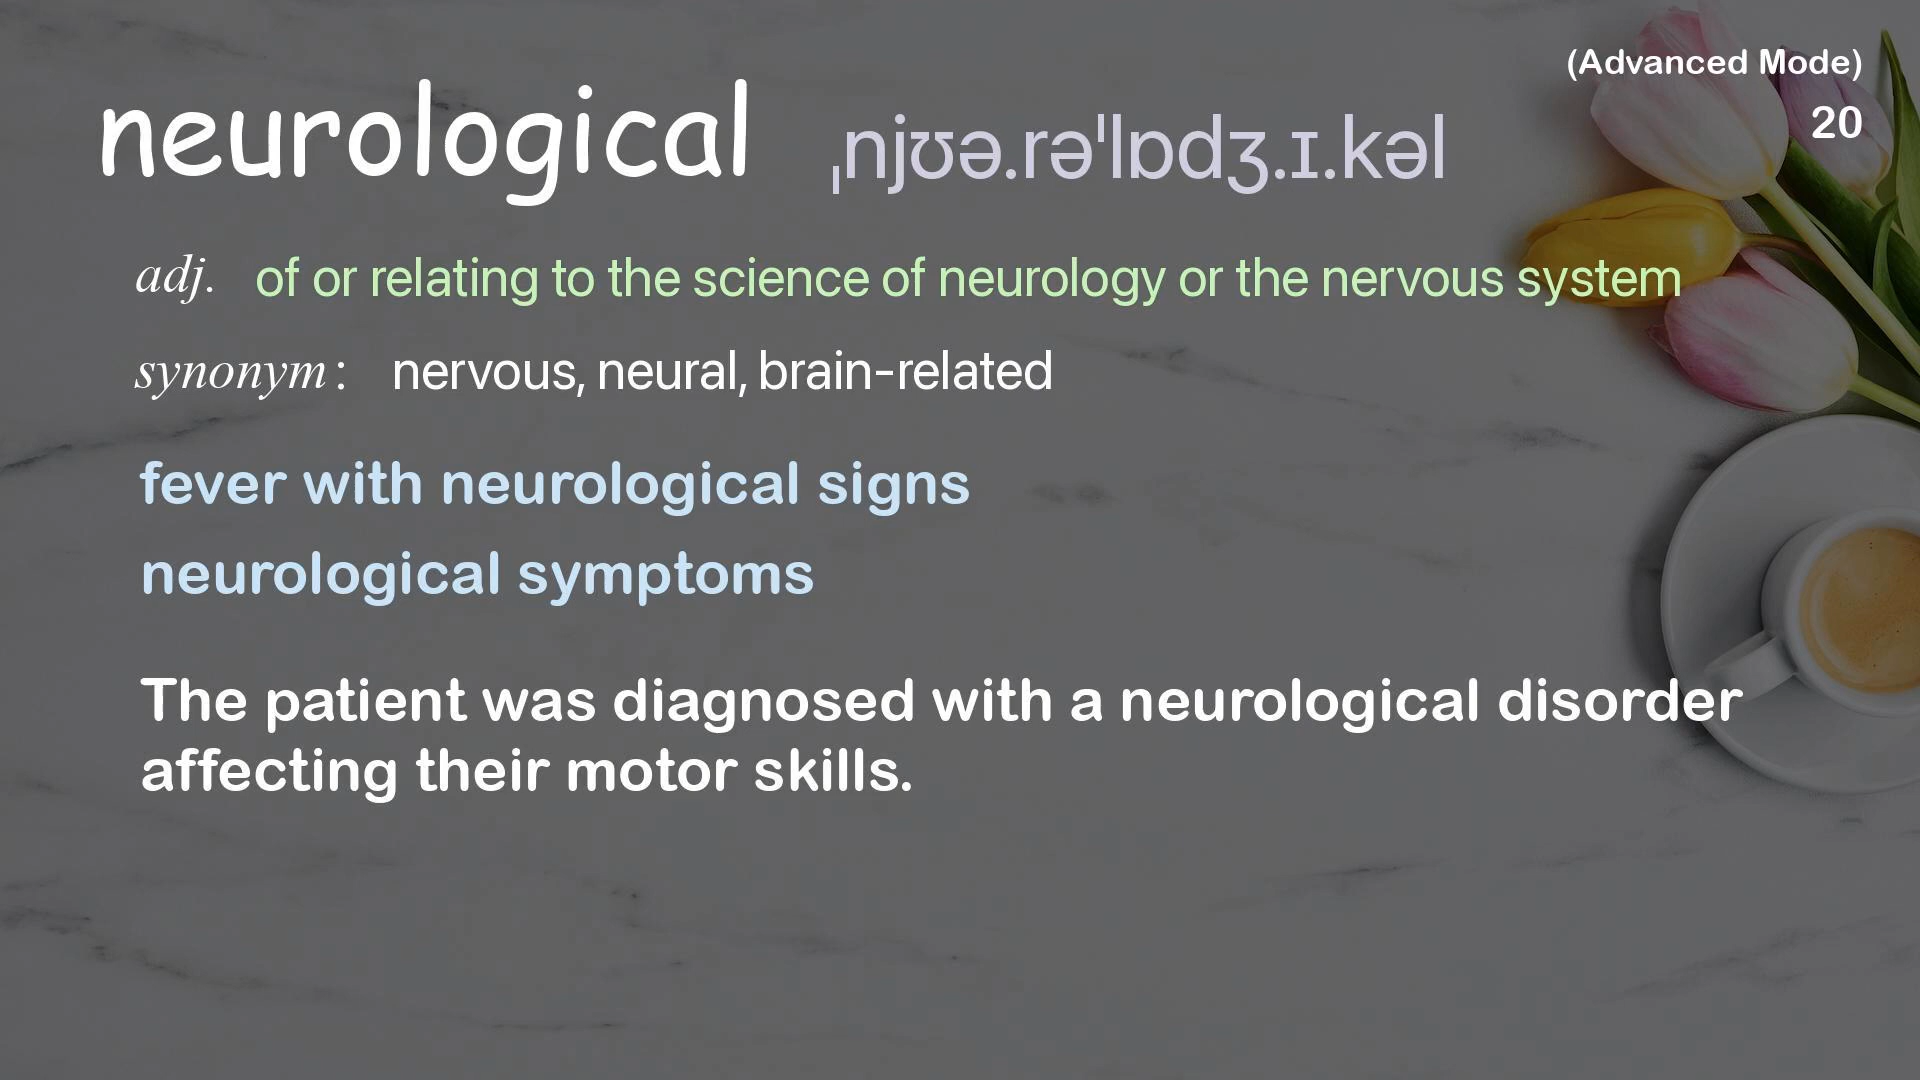 (Advanced Mode)
20
neurological ˌnjʊə.rəˈlɒdʒ.ɪ.kəl
adj. of or relating to the science of neurology or the nervous system
synonym: nervous, neural, brain-related
fever with neurological signs
neurological symptoms
The patient was diagnosed with a neurological disorder
affecting their motor skills.